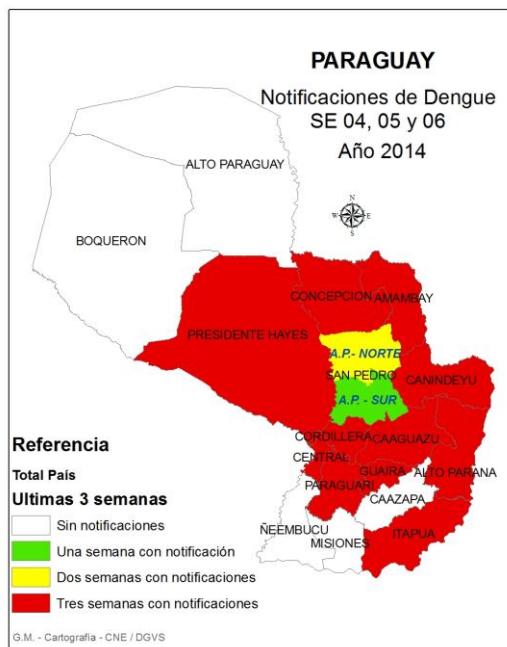 PARAGUAY
Notificaciones de Dengue
SE 04, 05 y 06
Año 2014
ALTO PARAGUAY
N
W E
S
BOQUERON
CONCEPCION
AMAMBAY
PRESIDENTE HAYES
A.P.- NORTE
SAN PEDRO
CANINDEYU
A.P. - SUR
CORDILLERA
CAAGUAZU
CENTRAL
GUAIRA
ALTO PARANA
PARAGUARI
CAAZAPA
ÑEEMBUCU
ITAPUA
MISIONES
Referencia
Total País
Ultimas 3 semanas
Sin notificaciones
Una semana con notificación
Dos semanas con notificaciones
Tres semanas con notificaciones
G.M. - Cartografia - CNE / DGVS